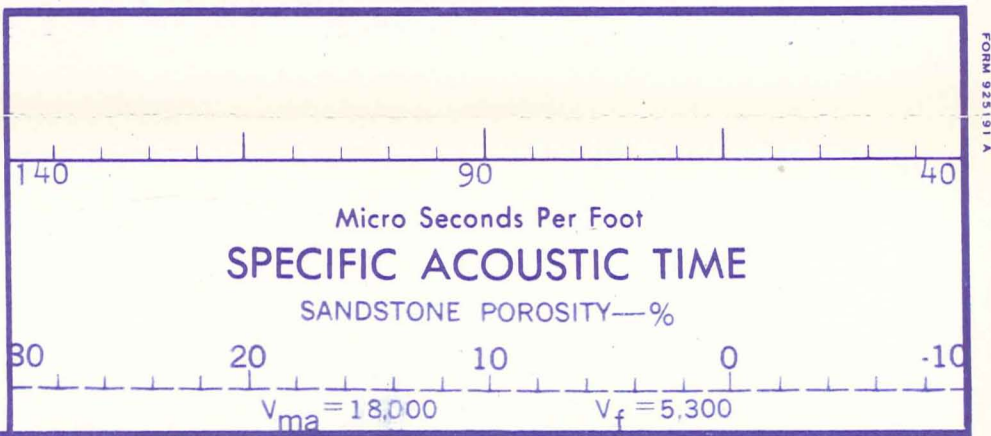 FORM 925191 A
140 90 40
Micro Seconds Per Foot
SPECIFIC ACOUSTIC TIME
SANDSTONE POROSITY—%
30 20 10 0 -10
Vma = 18,000 Vf = 5,300